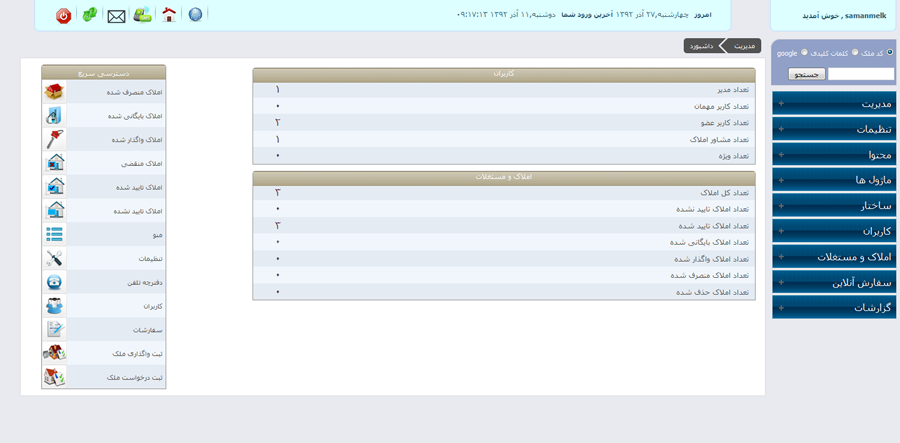 samanmelk , خوش آمدید
امروز چهارشنبه,۲۷ آذر ۱۳۹۲ آخرین ورود شما دوشنبه,۱۱ آذر ۱۳۹۲ ۰۹:۱۷:۱۳
کد ملک کلمات کلیدی google
جستجو
مدیریت
تنظیمات
محتوا
ماژول ها
ساختار
کاربران
املاک و مستغلات
سفارش آنلاین
گزارشات
مدیریت داشبورد
کاربران
تعداد مدیر ۱
تعداد کاربر مهمان ۰
تعداد کاربر عضو ۲
تعداد مشاور املاک ۱
تعداد ویژه ۰
املاک و مستغلات
تعداد کل املاک ۳
تعداد املاک تایید نشده ۰
تعداد املاک تایید شده ۳
تعداد املاک بایگانی شده ۰
تعداد املاک واگذار شده ۰
تعداد املاک منصرف شده ۰
تعداد املاک حذف شده ۰
دسترسی سریع
املاک منصرف شده
املاک بایگانی شده
املاک واگذار شده
املاک منقضی
املاک تایید شده
املاک تایید نشده
منو
تنظیمات
دفترچه تلفن
کاربران
سفارشات
ثبت واگذاری ملک
ثبت درخواست ملک